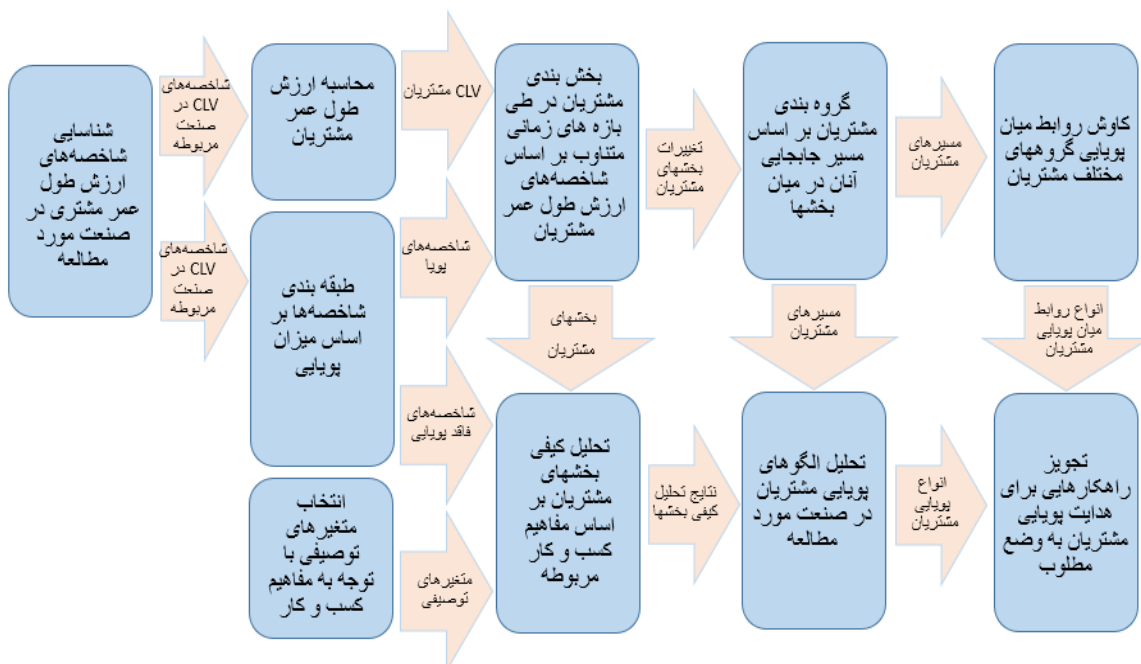 شناسایی
شاخصه‌های
ارزش طول
عمر مشتری در
صنعت مورد
مطالعه
شاخصه‌های
CLV
در
صنعت
مربوطه
شاخصه‌های
CLV
در
صنعت
مربوطه
محاسبه ارزش
طول عمر
مشتریان
طبقه بندی
شاخصه‌ها بر
اساس میزان
پویایی
انتخاب
متغیرهای
توصیفی با
توجه به مفاهیم
کسب و کار
CLV مشتریان
شاخصه‌های
پویا
شاخصه‌های
فاقد پویایی
متغیرهای
توصیفی
بخش بندی
مشتریان در طی
بازه های زمانی
متناوب بر اساس
شاخصه‌های
ارزش طول عمر
مشتریان
بخشهای
مشتریان
تحلیل کیفی
بخشهای
مشتریان بر
اساس مفاهیم
کسب و کار
مربوطه
تغییرات
بخشهای
مشتریان
نتایج تحلیل
کیفی بخشها
گروه بندی
مشتریان بر اساس
مسیر جابجایی
آنان در میان
بخشها
مسیرهای
مشتریان
تحلیل الگوهای
پویایی مشتریان
در صنعت مورد
مطالعه
مسیرهای
مشتریان
انواع
پویایی
مشتریان
کاوش روابط میان
پویایی گروههای
مختلف مشتریان
انواع روابط
میان پویایی
مشتریان
تجویز
راهکارهایی برای
هدایت پویایی
مشتریان به وضع
مطلوب